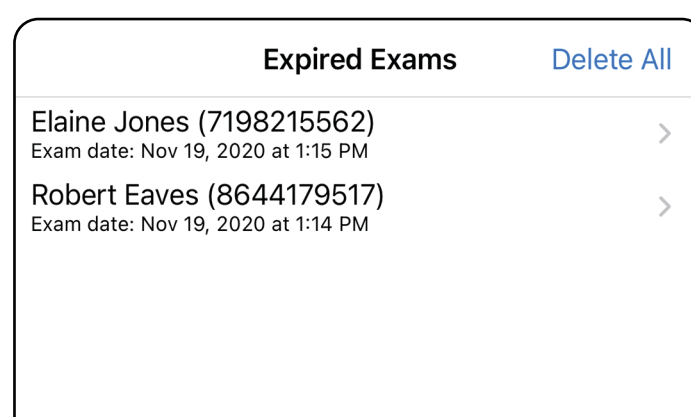 Expired Exams
Delete All
Elaine Jones (7198215562)
Exam date: Nov 19, 2020 at 1:15 PM
Robert Eaves (8644179517)
Exam date: Nov 19, 2020 at 1:14 PM